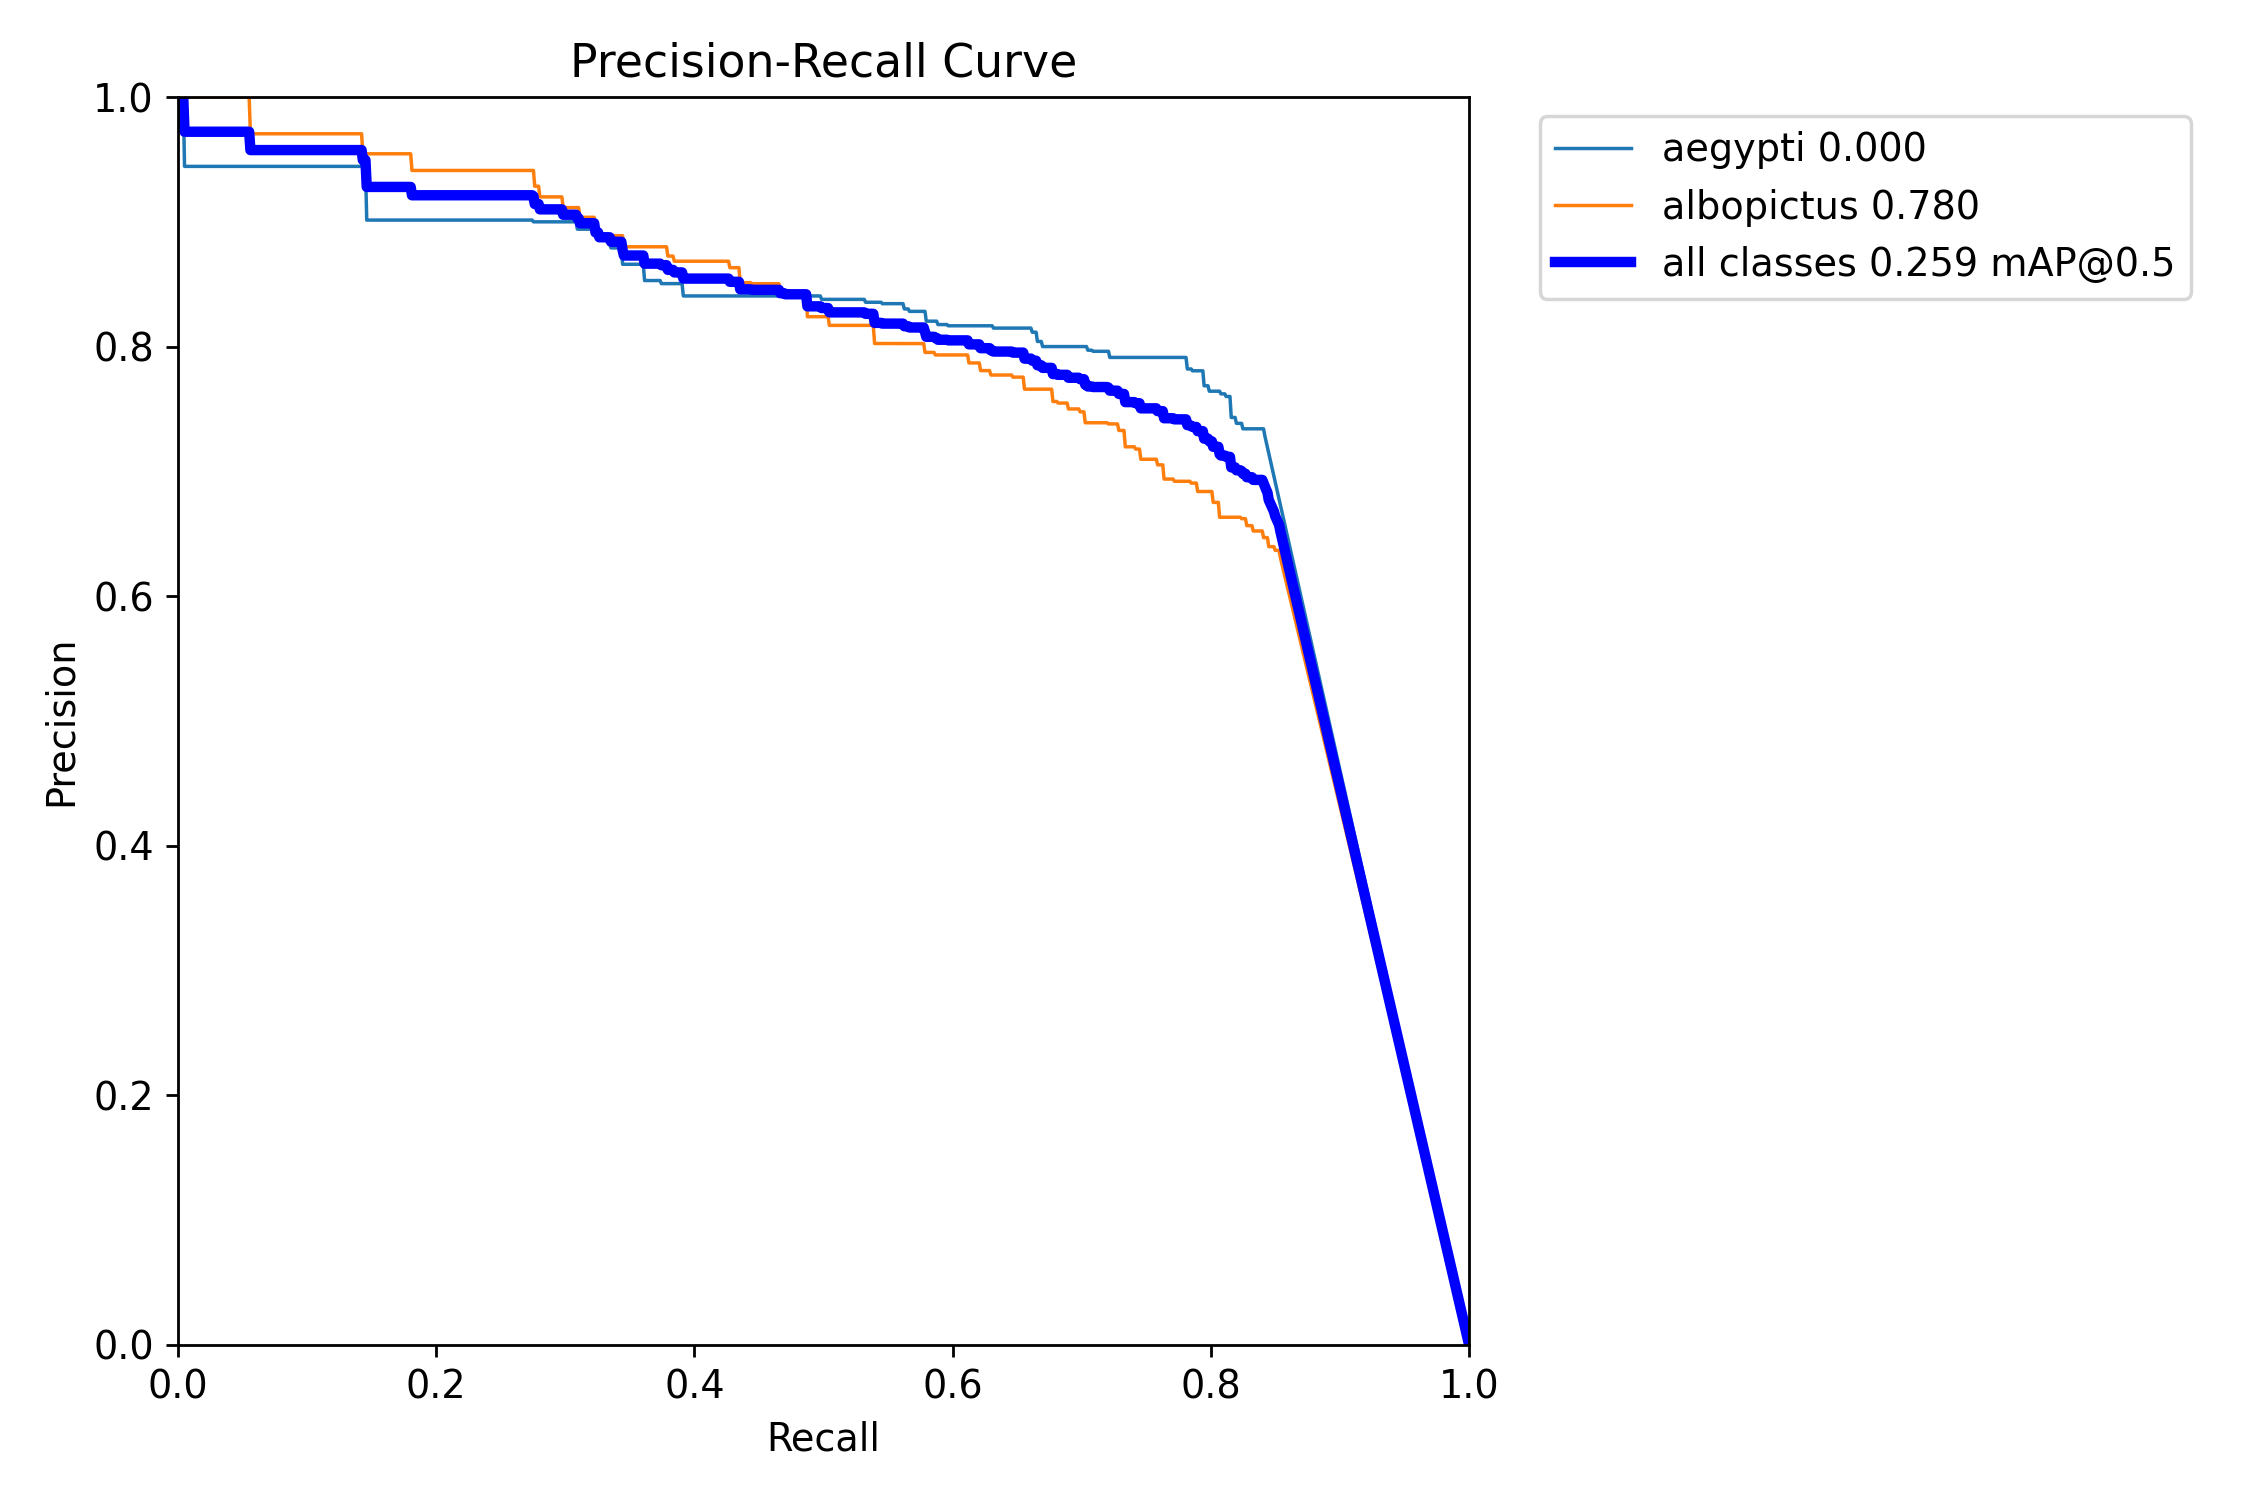 Precision-Recall Curve
1.0
0.8
0.6
0.4
0.2
0.0
Precision
0.0 0.2 0.4 0.6 0.8 1.0
Recall
aegypti 0.000
albopictus 0.780
all classes 0.259 mAP@0.5